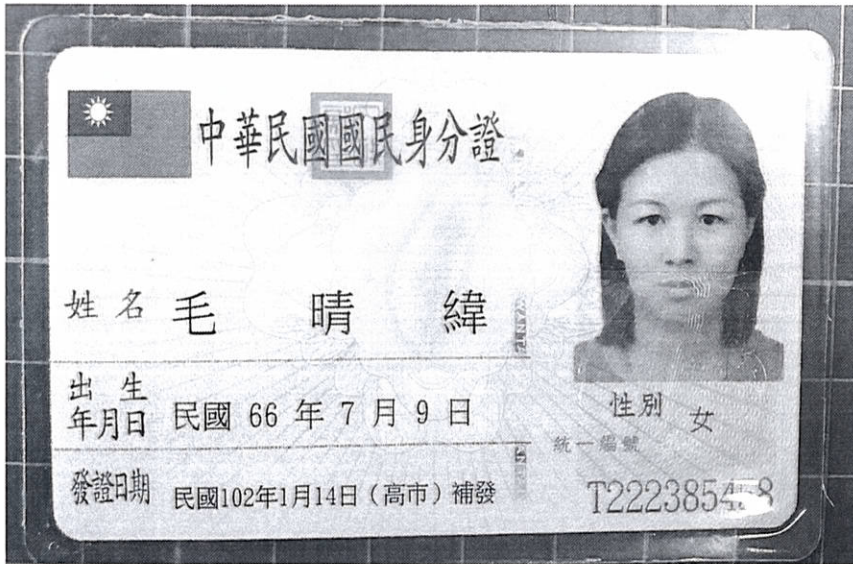 中華民國國民身分證
姓名 毛晴緯
出生年月日 民國 66 年 7 月 9 日
性別 女
統一編號
發證日期 民國102年1月14日（高市）補發